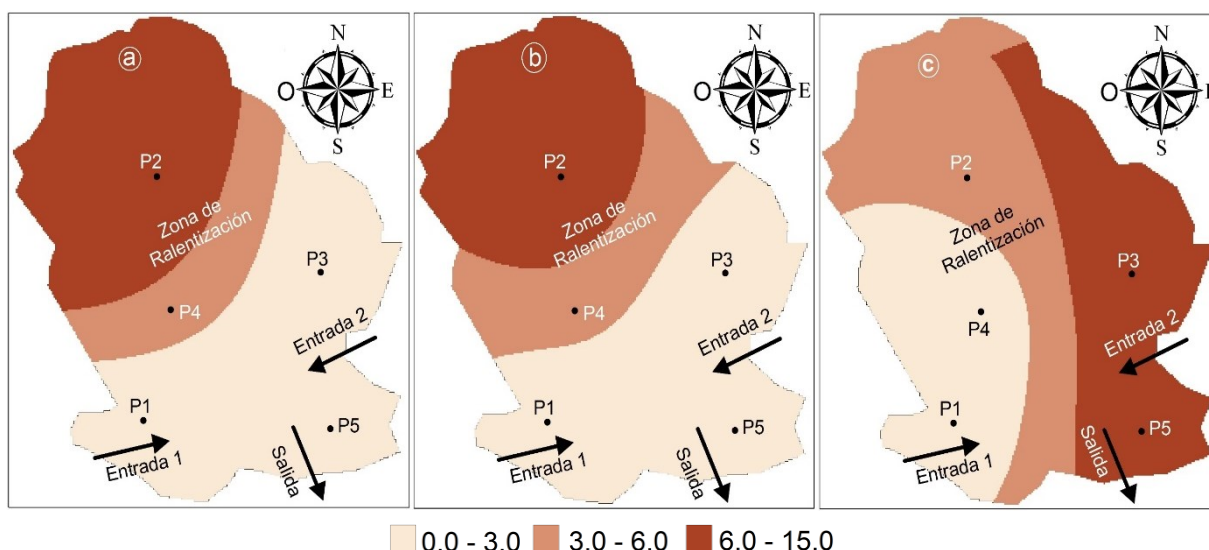 a
N
O
E
S
P2
Zona de
Ralentización
P3
P4
Entrada 2
P1
P5
Entrada 1
Salida
b
N
O
E
S
P2
Zona de
Ralentización
P3
P4
Entrada 2
P1
P5
Entrada 1
Salida
c
N
O
E
S
P2
Zona de
Ralentización
P3
P4
Entrada 2
P1
P5
Entrada 1
Salida
0.0 - 3.0 3.0 - 6.0 6.0 - 15.0